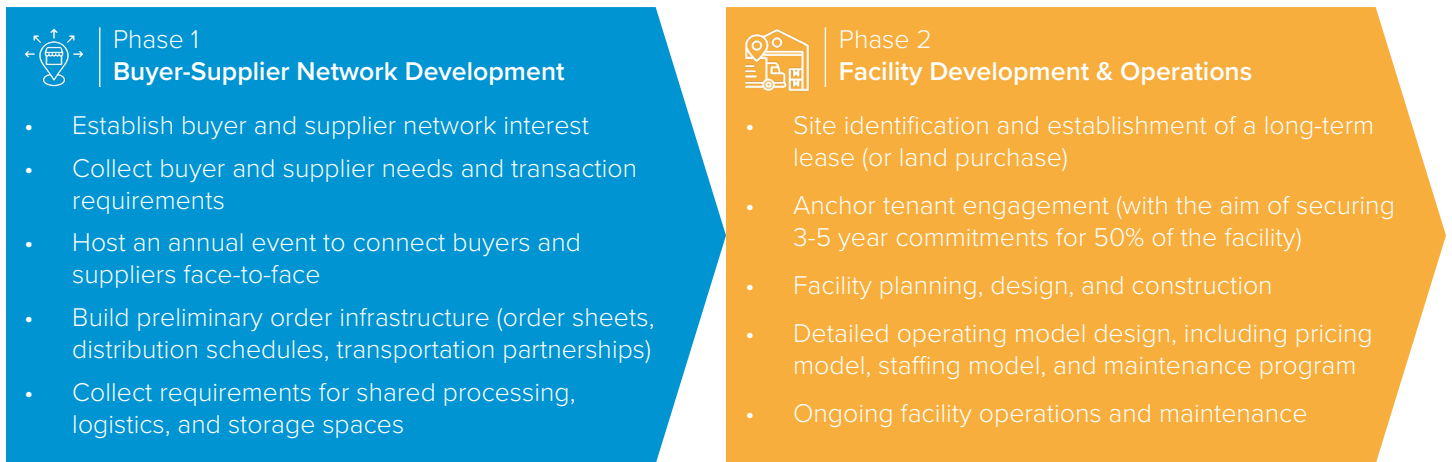 Phase 1
Buyer-Supplier Network Development
• Establish buyer and supplier network interest
• Collect buyer and supplier needs and transaction
requirements
• Host an annual event to connect buyers and
suppliers face-to-face
• Build preliminary order infrastructure (order sheets,
distribution schedules, transportation partnerships)
• Collect requirements for shared processing,
logistics, and storage spaces
Phase 2
Facility Development & Operations
• Site identification and establishment of a long-term
lease (or land purchase)
• Anchor tenant engagement (with the aim of securing
3-5 year commitments for 50% of the facility)
• Facility planning, design, and construction
• Detailed operating model design, including pricing
model, staffing model, and maintenance program
• Ongoing facility operations and maintenance